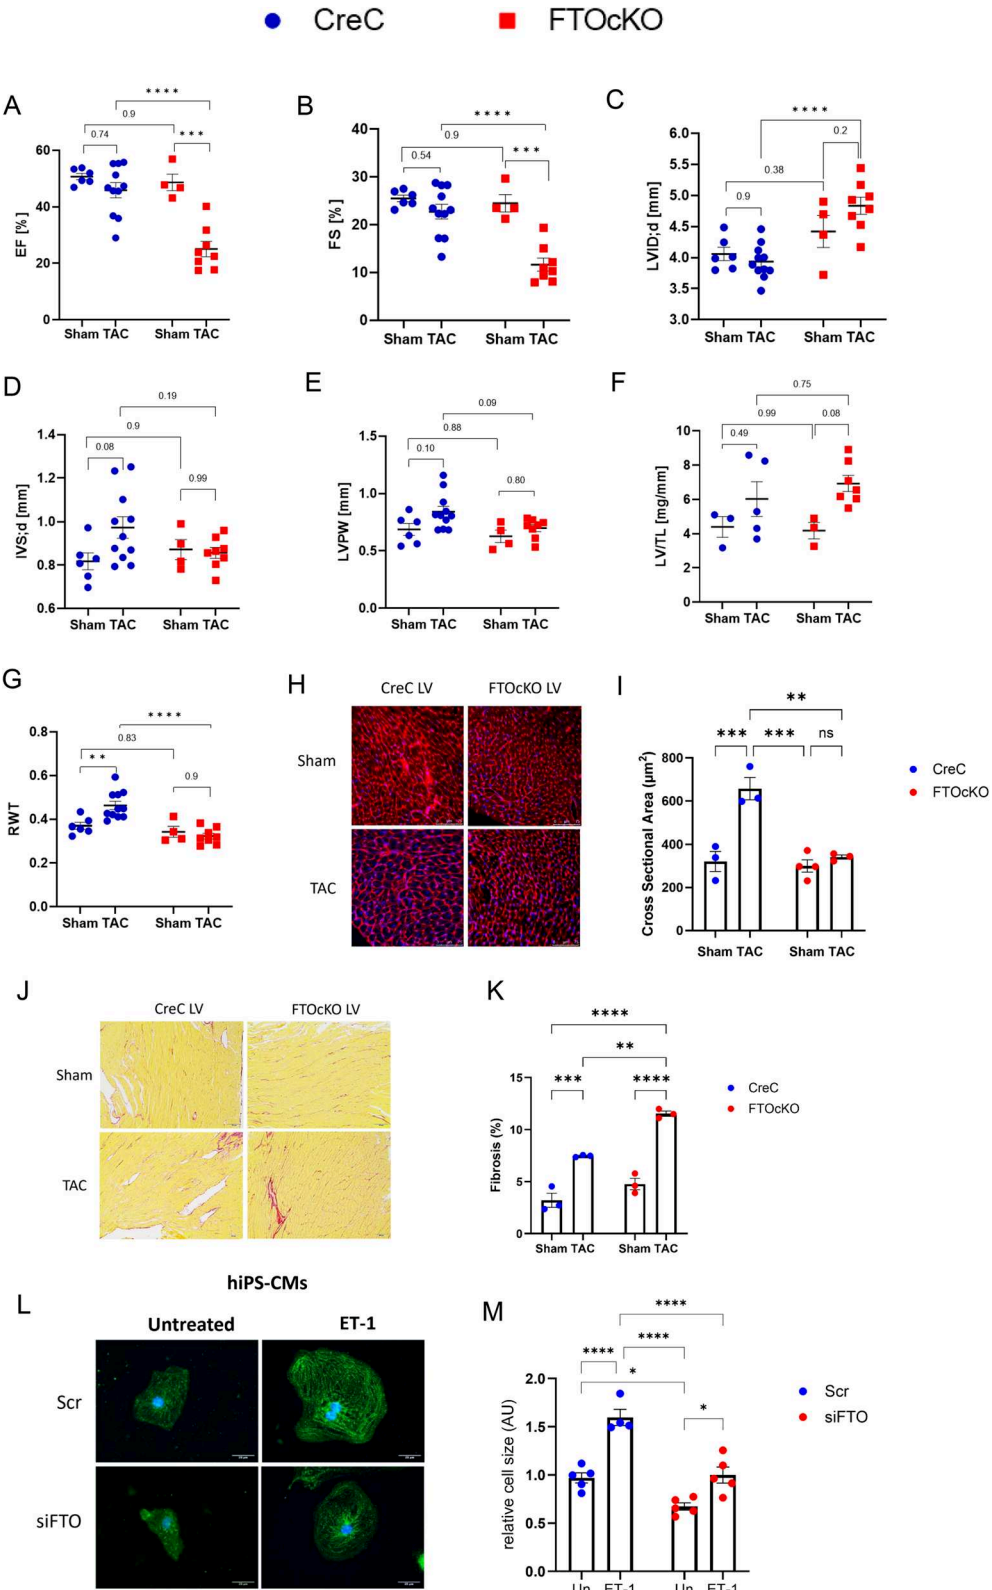 CreC FTOcKO
A
****
0.9
0.74
***
EF [%]
60
40
20
0
Sham TAC Sham TAC
B
****
0.9
0.54
***
FS [%]
40
30
20
10
0
Sham TAC Sham TAC
C
****
0.2
0.38
0.9
LVID;d [mm]
6.0
5.5
5.0
4.5
4.0
3.5
3.0
Sham TAC Sham TAC
D
0.19
0.9
0.08
0.99
IVS;d [mm]
1.4
1.2
1.0
0.8
0.6
Sham TAC Sham TAC
E
0.09
0.88
0.10
0.80
LVPW [mm]
1.5
1.0
0.5
0.0
Sham TAC Sham TAC
F
0.75
0.99
0.08
0.49
LV/TL [mg/mm]
10
8
6
4
2
0
Sham TAC Sham TAC
G
****
0.83
**
0.9
RWT
0.8
0.6
0.4
0.2
0.0
Sham TAC Sham TAC
H
CreC LV FTOcKO LV
Sham
TAC
I
**
*** *** ns
Cross Sectional Area (µm²)
800
600
400
200
0
Sham TAC Sham TAC
CreC
FTOcKO
J
CreC LV FTOcKO LV
Sham
TAC
K
****
**
*** ****
Fibrosis (%)
15
10
5
0
Sham TAC Sham TAC
CreC
FTOcKO
hiPS-CMs
L
Untreated ET-1
Scr
siFTO
M
****
****
****
*
*
relative cell size (AU)
2.0
1.5
1.0
0.5
0.0
Un ET-1 Un ET-1
Scr
siFTO